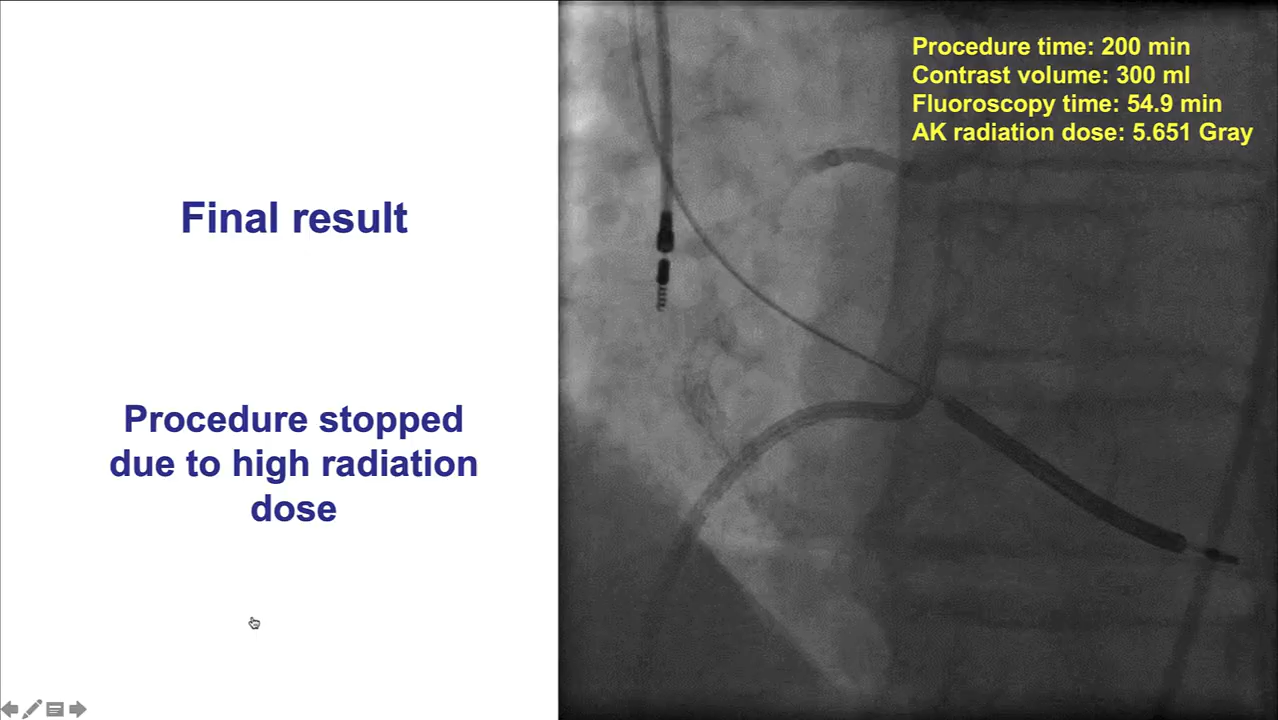 Final result
Procedure stopped
due to high radiation
dose
Procedure time: 200 min
Contrast volume: 300 ml
Fluoroscopy time: 54.9 min
AK radiation dose: 5.651 Gray